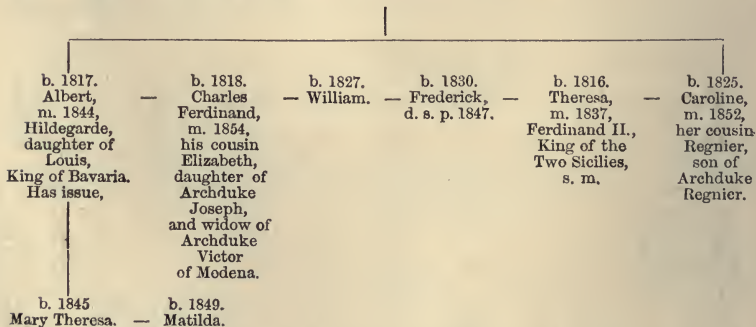 b. 1817.
Albert,
m. 1844,
Hildegarde,
daughter of
Louis,
King of Bavaria.
Has issue,
—
b. 1818.
Charles
Ferdinand,
m. 1854,
his cousin
Elizabeth,
daughter of
Archduke
Joseph,
and widow of
Archduke
Victor
of Modena.
b. 1827.
— William.
b. 1830.
— Frederick,
d. s. p. 1847.
—
b. 1816.
Theresa,
m. 1837,
Ferdinand II.,
King of the
Two Sicilies,
s. m.
—
b. 1825.
Caroline,
m. 1852,
her cousin
Regnier,
son of
Archduke
Regnier.
b. 1845
Mary Theresa.
—
b. 1849.
Matilda.